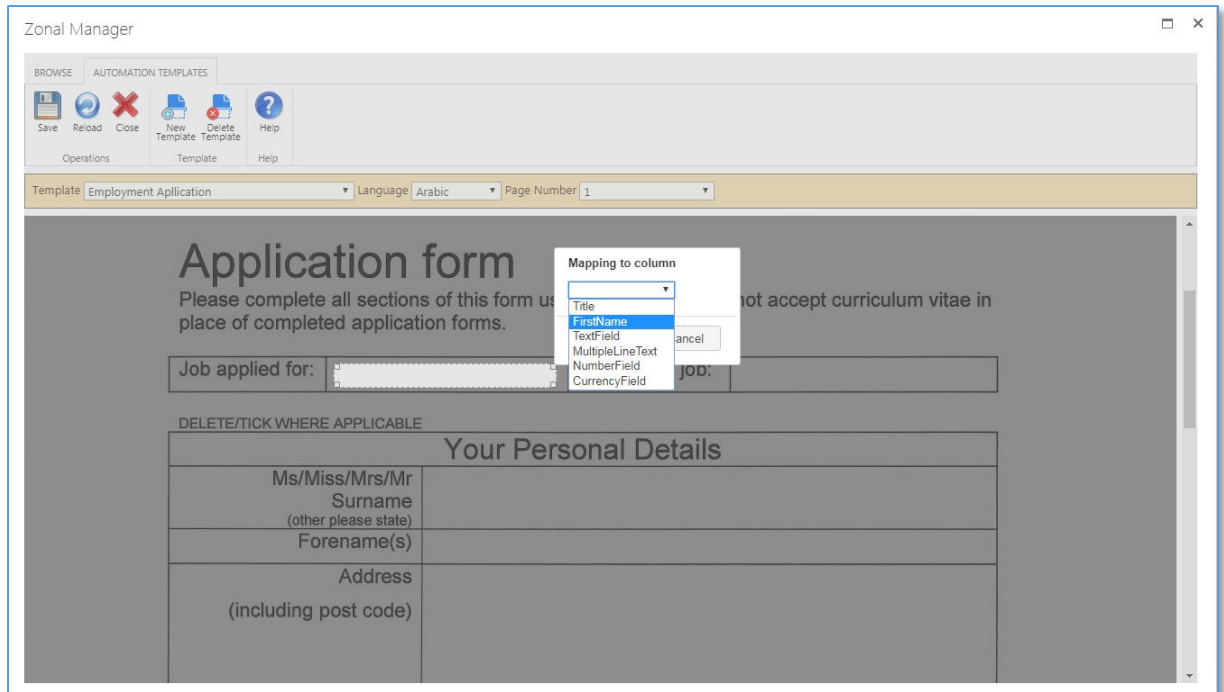 Zonal Manager
BROWSE AUTOMATION TEMPLATES
Save Reload Close New Template Delete Template Help
Operations Template Help
Template Employment Apllication Language Arabic Page Number 1
Application form
Please complete all sections of this form us not accept curriculum vitae in
place of completed application forms.
Mapping to column
Title
FirstName
TextField
MultipleLineText
NumberField
CurrencyField
ancel
Job applied for: job:
DELETE/TICK WHERE APPLICABLE
Your Personal Details
Ms/Miss/Mrs/Mr
Surname
(other please state)
Forename(s)
Address
(including post code)